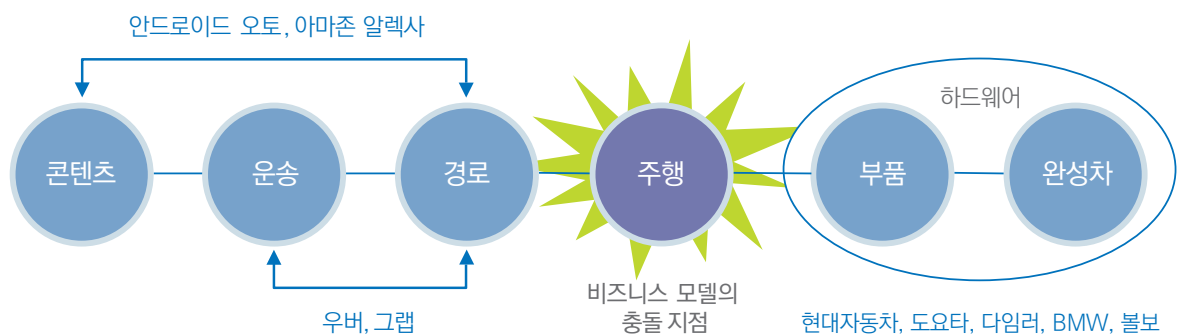 안드로이드 오토, 아마존 알렉사
하드웨어
콘텐츠
운송
경로
주행
부품
완성차
비즈니스 모델의
충돌 지점
우버, 그랩
현대자동차, 도요타, 다임러, BMW, 볼보